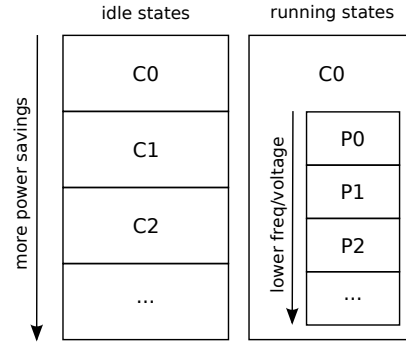 idle states
running states
more power savings
C0
C1
C2
...
C0
lower freq/voltage
P0
P1
P2
...